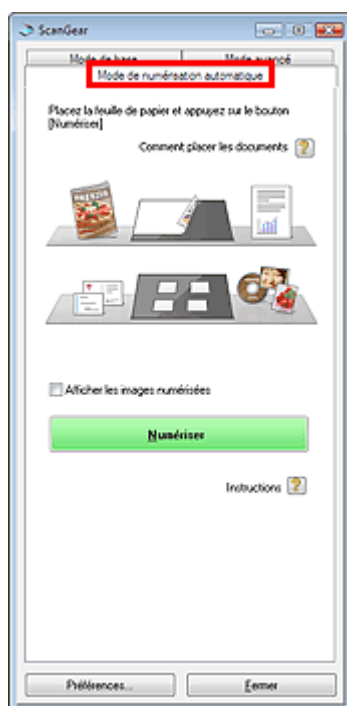 ScanGear
Mode de base Mode avancé
Mode de numérisation automatique
Placez la feuille de papier et appuyez sur le bouton
[Numériser]
Comment placer les documents
Afficher les images numérisées
Numériser
Instructions
Préférences...
Fermer